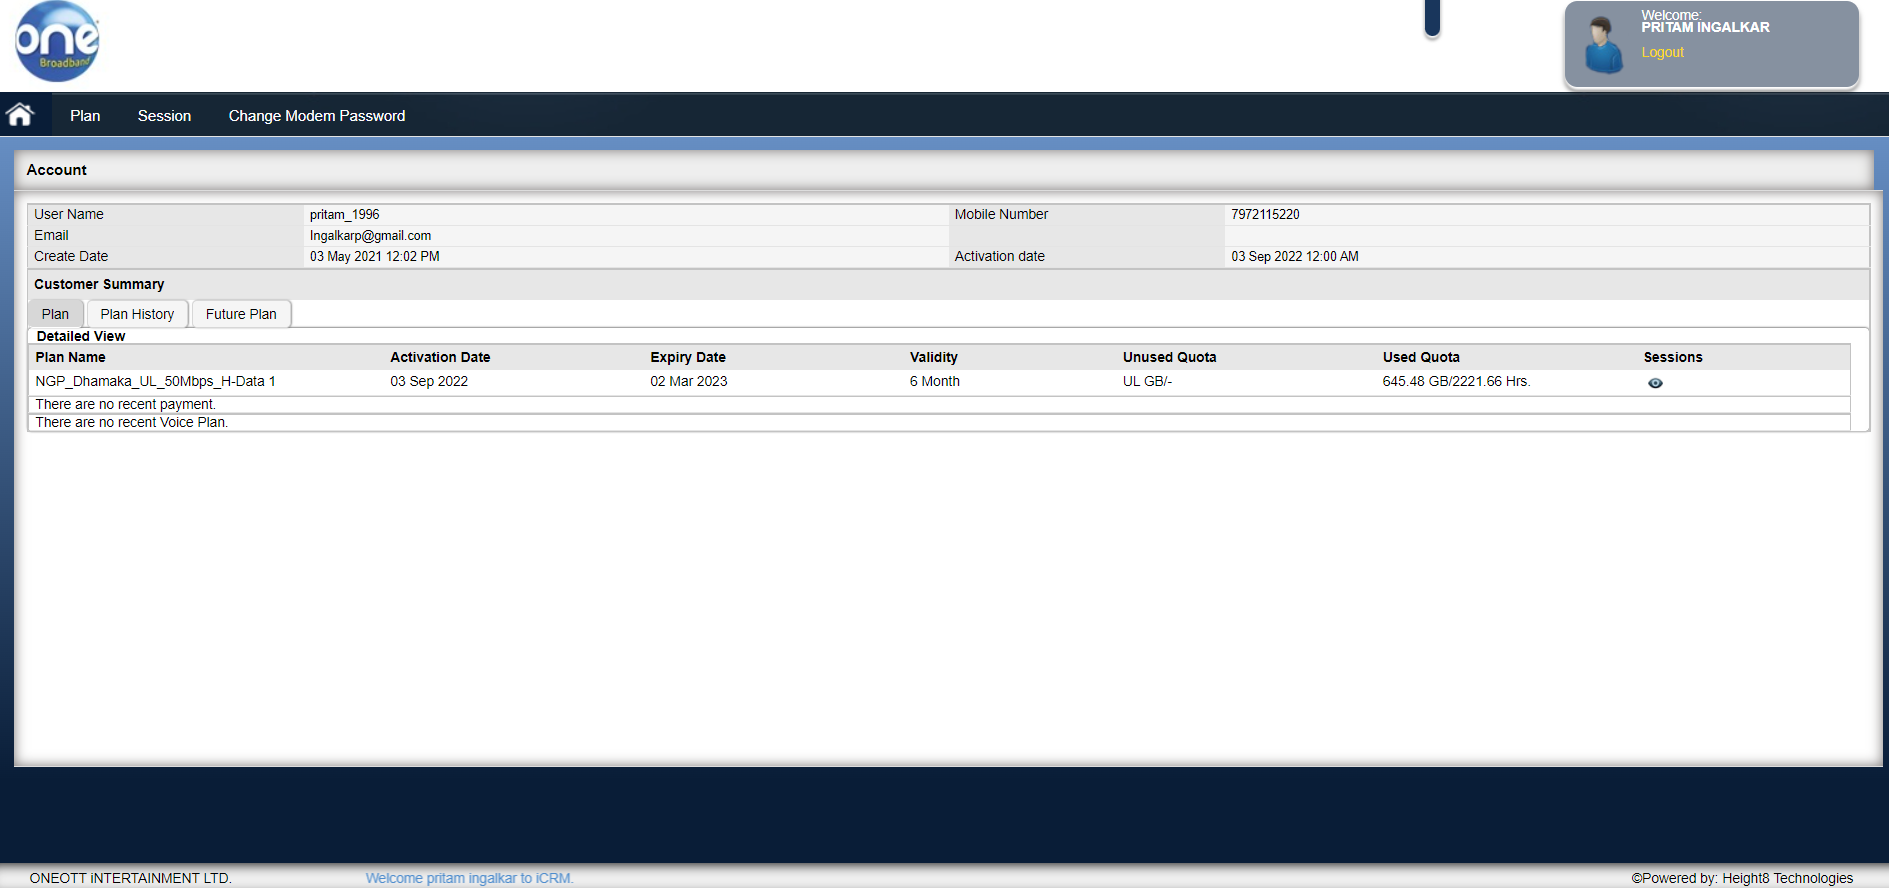 one
Broadband
Welcome:
PRITAM INGALKAR
Logout
Plan Session Change Modem Password
Account
User Name pritam_1996 Mobile Number 7972115220
Email Ingalkarp@gmail.com
Create Date 03 May 2021 12:02 PM Activation date 03 Sep 2022 12:00 AM
Customer Summary
Plan Plan History Future Plan
Detailed View
Plan Name Activation Date Expiry Date Validity Unused Quota Used Quota Sessions
NGP_Dhamaka_UL_50Mbps_H-Data 1 03 Sep 2022 02 Mar 2023 6 Month UL GB/- 645.48 GB/2221.66 Hrs.
There are no recent payment.
There are no recent Voice Plan.
ONEOTT iNTERTAINMENT LTD. Welcome pritam ingalkar to iCRM. ©Powered by: Height8 Technologies